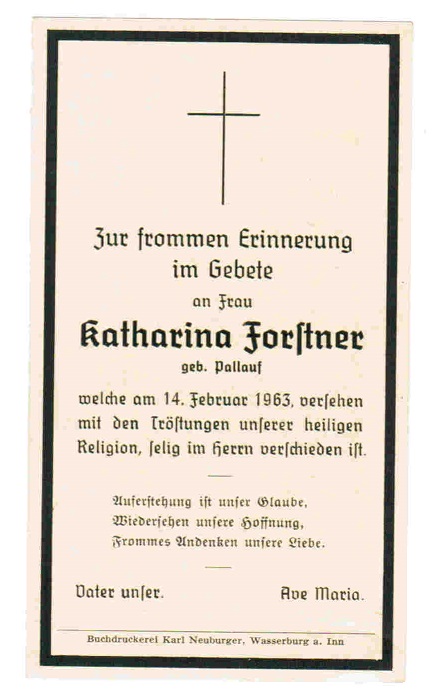 Zur frommen Erinnerung
im Gebete
an Frau
Katharina Forstner
geb. Pallauf
welche am 14. Februar 1963, versehen
mit den Tröstungen unserer heiligen
Religion, selig im Herrn verschieden ist.
Auferstehung ist unser Glaube,
Wiedersehen unsere Hoffnung,
Frommes Andenken unsere Liebe.
Vater unser. Ave Maria.
Buchdruckerei Karl Neuburger, Wasserburg a. Inn